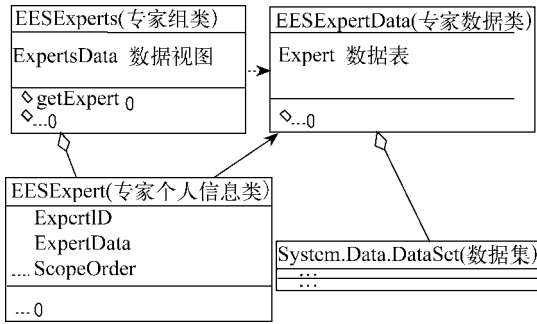 EESExperts(专家组类)
ExpertsData 数据视图
getExpert ()
...()
EESExpertData(专家数据类)
Expert 数据表
...()
EESExpert(专家个人信息类)
ExpertID
ExpertData
.... ScopeOrder
... ()
System.Data.DataSet(数据集)
...
...